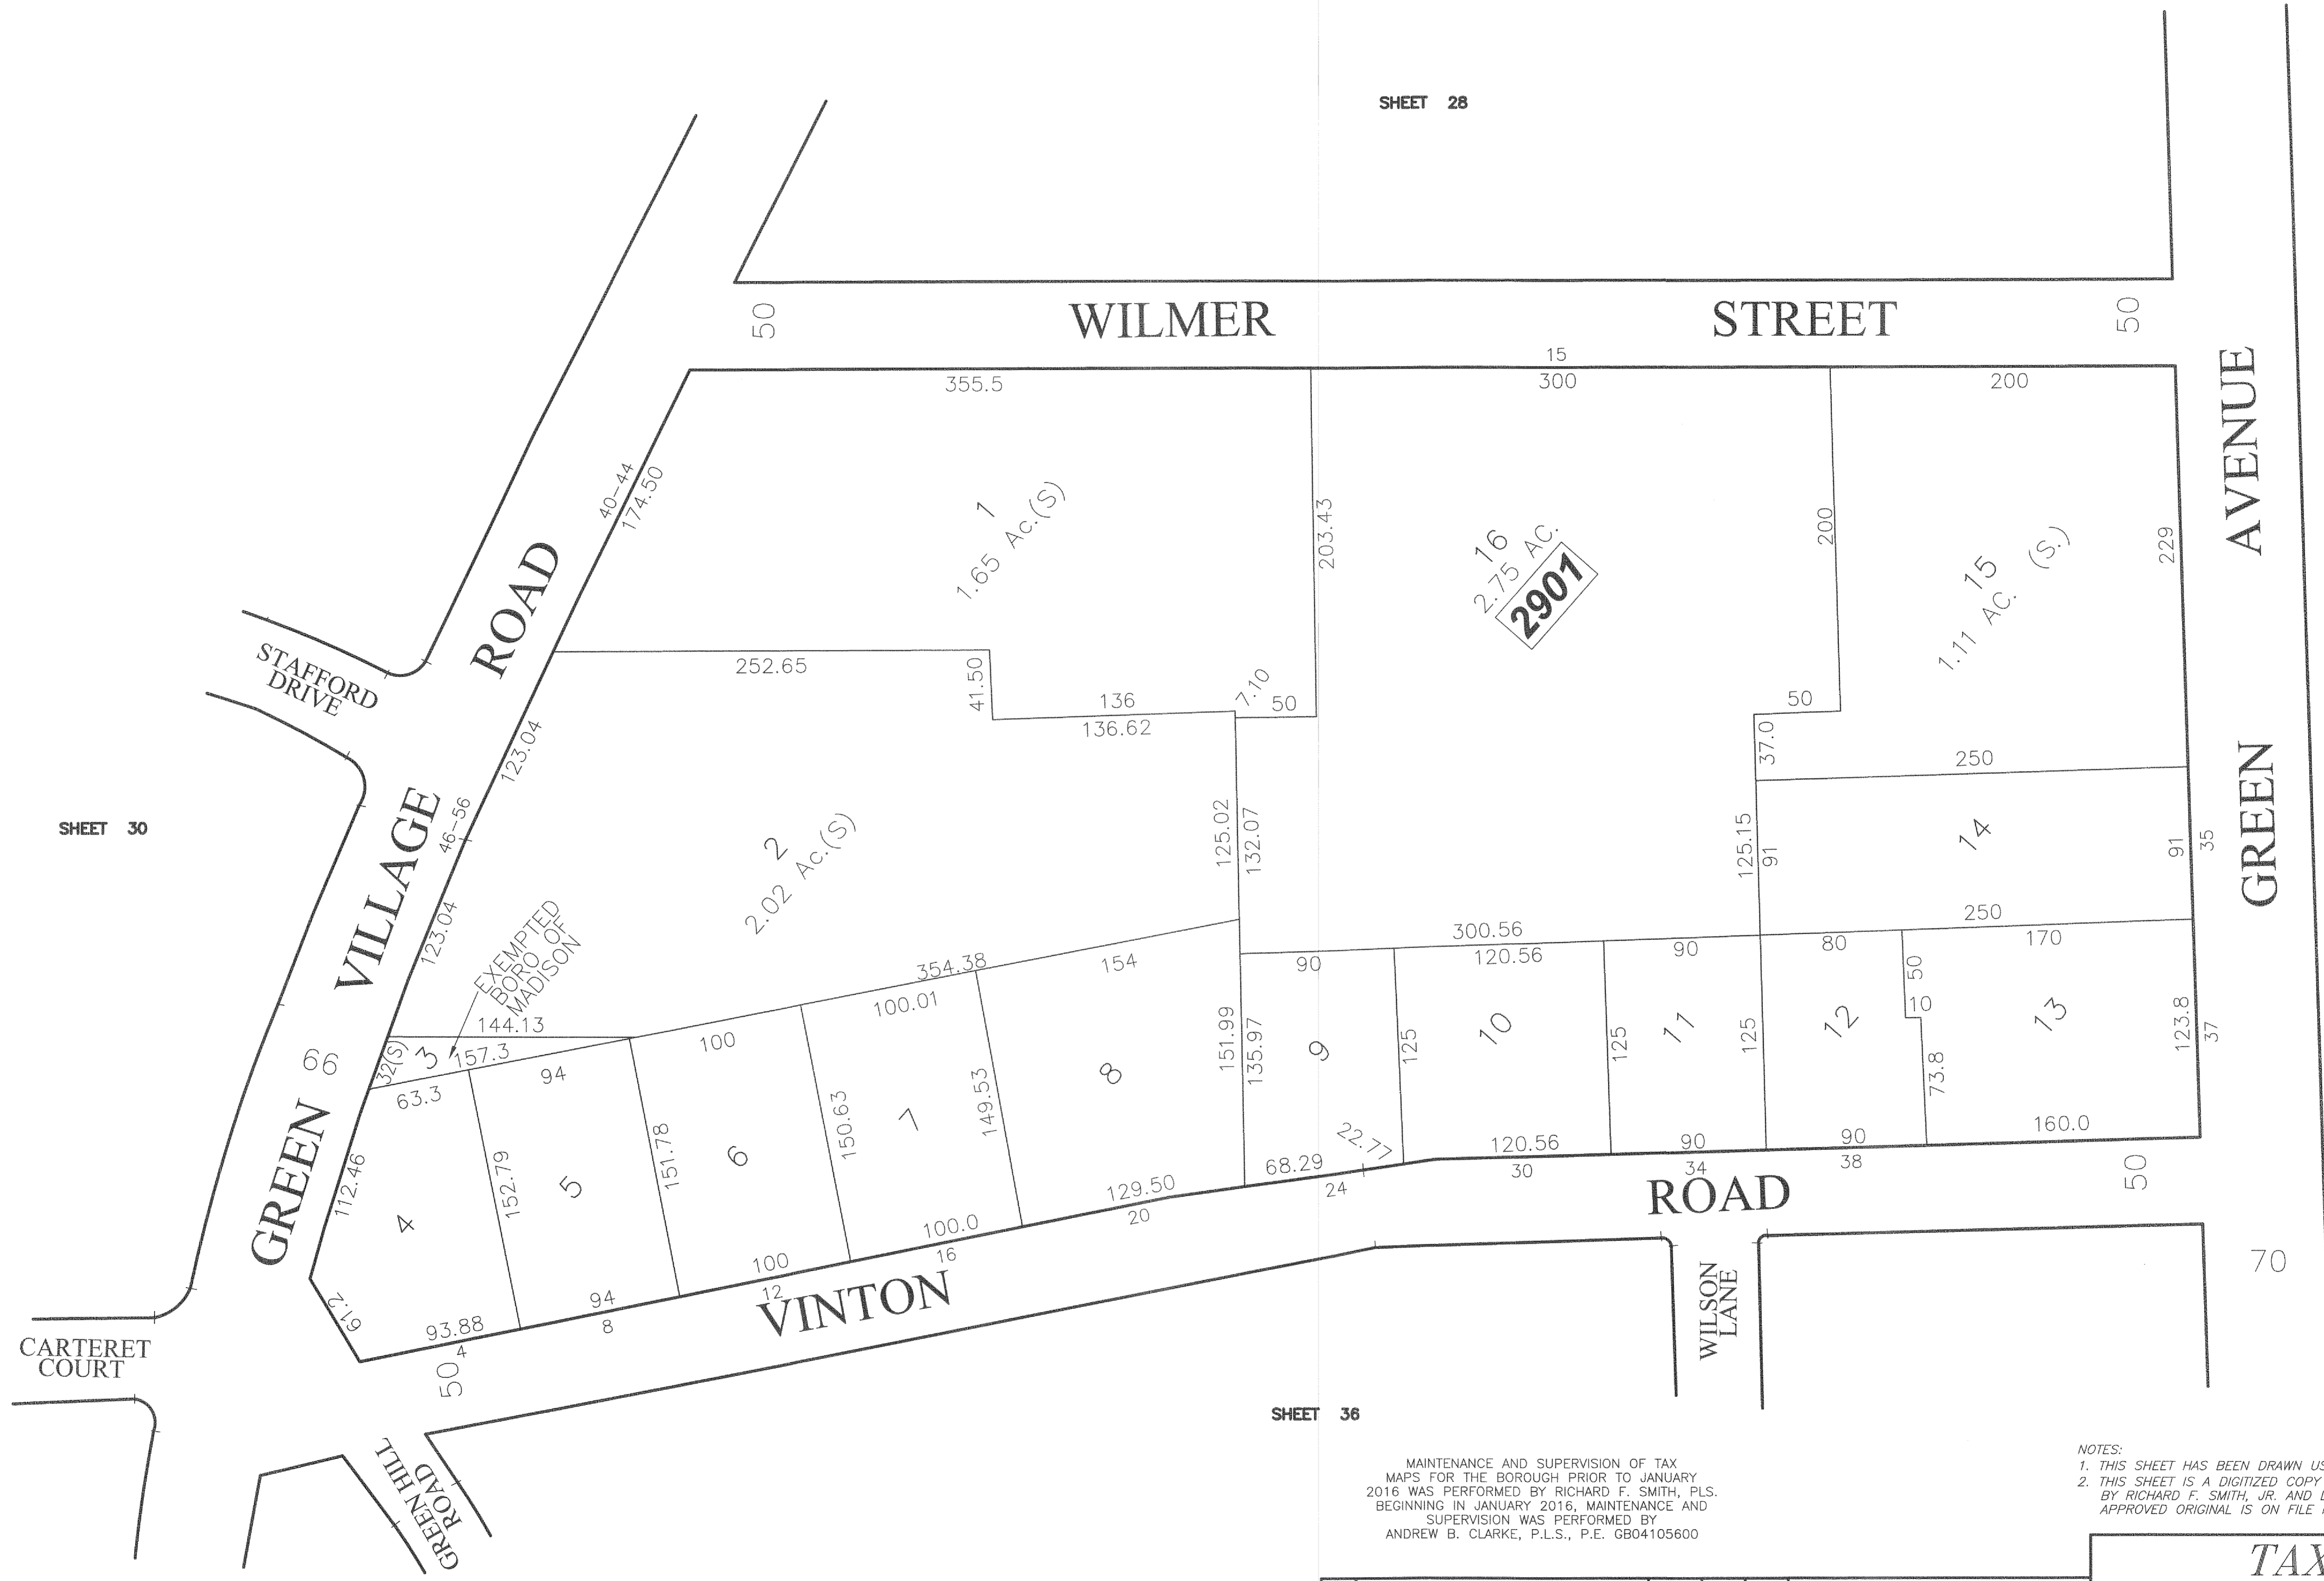 SHEET 28
50
WILMER STREET
50
15
355.5
300
200
AVENUE
GREEN
40-44
174.50
1
1.65 Ac.(S)
203.43
16
2.75 AC.
2901
200
15
1.11 AC. (S.)
229
ROAD
VILLAGE
GREEN
66
STAFFORD
DRIVE
252.65
41.50
136
136.62
7.10
50
50
37.0
250
SHEET 30
123.04
46-56
123.04
2
2.02 Ac.(S)
125.02
132.07
125.15
91
14
91
35
250
EXEMPTED
BORO OF
MADISON
144.13
32(S)
3
157.3
354.38
154
300.56
90
120.56
90
80
170
50
10
63.3
94
100
100.01
112.46
4
152.79
5
151.78
6
150.63
7
149.53
8
151.99
135.97
9
125
10
125
11
125
12
73.8
13
123.8
37
61.2
93.88
4
94
8
100
12
100.0
16
129.50
20
68.29
24
22.77
120.56
30
90
34
90
38
160.0
50
VINTON
ROAD
50
70
CARTERET
COURT
WILSON
LANE
GREEN HILL
ROAD
SHEET 36
MAINTENANCE AND SUPERVISION OF TAX
MAPS FOR THE BOROUGH PRIOR TO JANUARY
2016 WAS PERFORMED BY RICHARD F. SMITH, PLS.
BEGINNING IN JANUARY 2016, MAINTENANCE AND
SUPERVISION WAS PERFORMED BY
ANDREW B. CLARKE, P.L.S., P.E. GB04105600
NOTES:
1. THIS SHEET HAS BEEN DRAWN US
2. THIS SHEET IS A DIGITIZED COPY
BY RICHARD F. SMITH, JR. AND
APPROVED ORIGINAL IS ON FILE
TAX